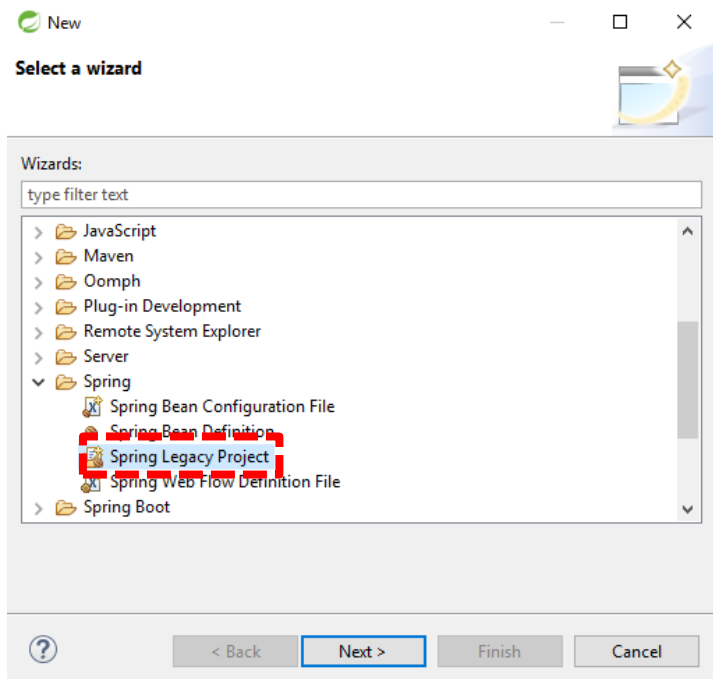 New
Select a wizard
Wizards:
type filter text
JavaScript
Maven
Oomph
Plug-in Development
Remote System Explorer
Server
Spring
Spring Bean Configuration File
Spring Bean Definition
Spring Legacy Project
Spring Web Flow Definition File
Spring Boot
? < Back Next > Finish Cancel